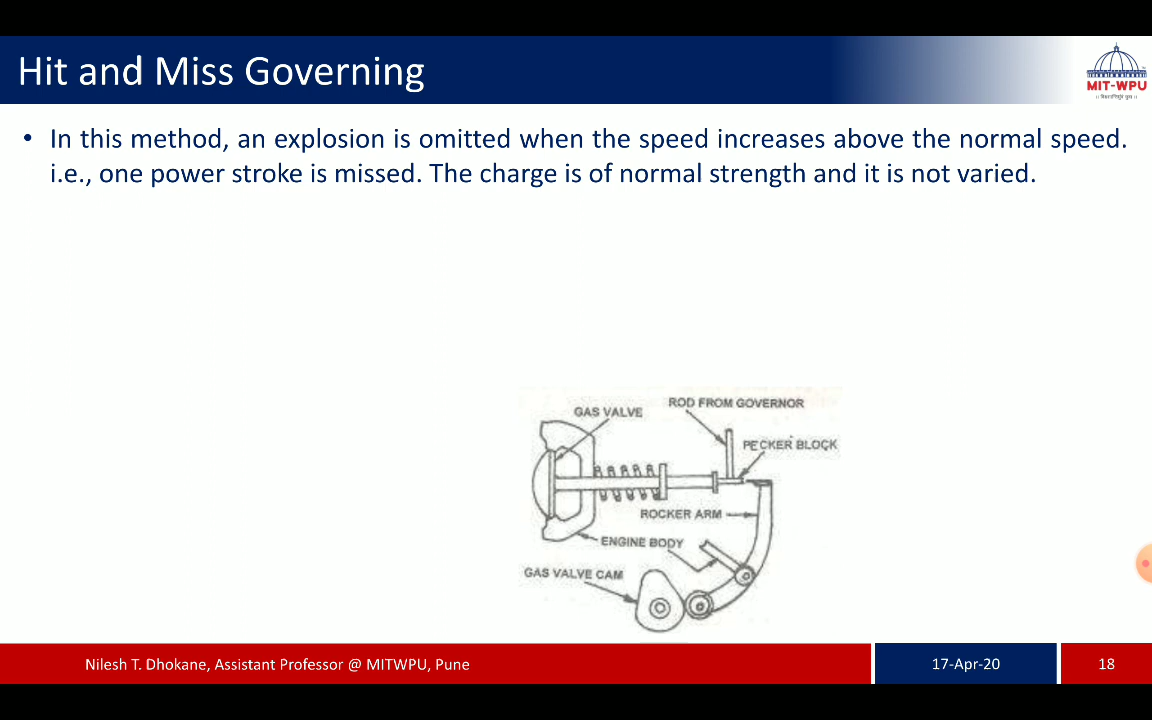 Hit and Miss Governing
MIT-WPU
• In this method, an explosion is omitted when the speed increases above the normal speed.
i.e., one power stroke is missed. The charge is of normal strength and it is not varied.
ROD FROM GOVERNOR
GAS VALVE
PECKER BLOCK
ROCKER ARM
ENGINE BODY
GAS VALVE CAM
Nilesh T. Dhokane, Assistant Professor @ MITWPU, Pune
17-Apr-20
18